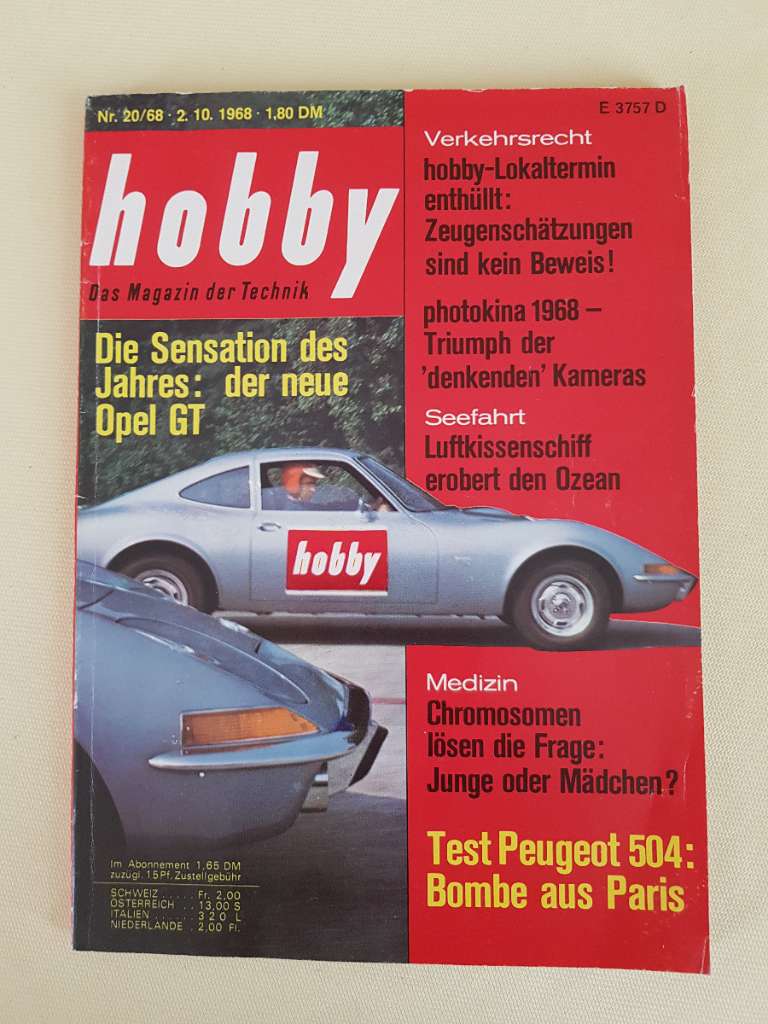 Nr. 20/68 · 2. 10. 1968 · 1,80 DM
E 3757 D
hobby
Das Magazin der Technik
Die Sensation des
Jahres: der neue
Opel GT
Verkehrsrecht
hobby-Lokaltermin
enthüllt:
Zeugenschätzungen
sind kein Beweis!
photokina 1968 –
Triumph der
'denkenden' Kameras
Seefahrt
Luftkissenschiff
erobert den Ozean
hobby
Medizin
Chromosomen
lösen die Frage:
Junge oder Mädchen?
Test Peugeot 504:
Bombe aus Paris
Im Abonnement 1,65 DM
zuzügl. 15 Pf. Zustellgebühr
SCHWEIZ ..... Fr. 2,00
ÖSTERREICH .. 13,00 S
ITALIEN ...... 320 L
NIEDERLANDE . 2,00 Fl.